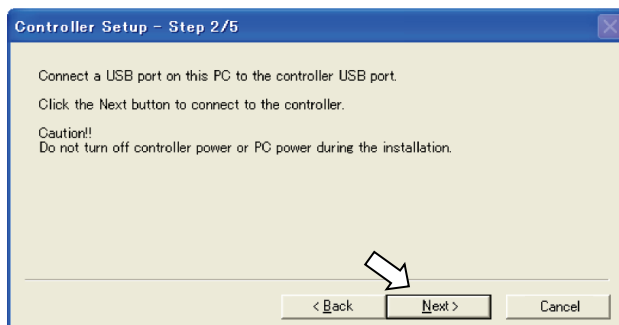 Controller Setup - Step 2/5
Connect a USB port on this PC to the controller USB port.
Click the Next button to connect to the controller.
Caution!!
Do not turn off controller power or PC power during the installation.
< Back Next > Cancel